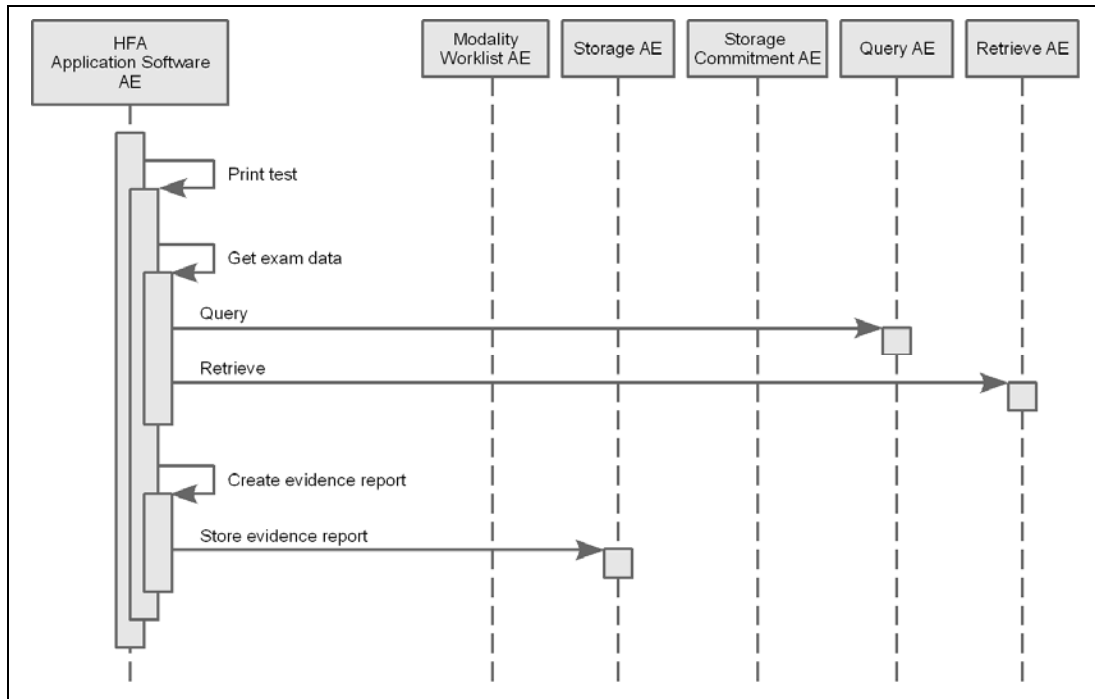 HFA
Application Software
AE
Modality
Worklist AE
Storage AE
Storage
Commitment AE
Query AE
Retrieve AE
Print test
Get exam data
Query
Retrieve
Create evidence report
Store evidence report